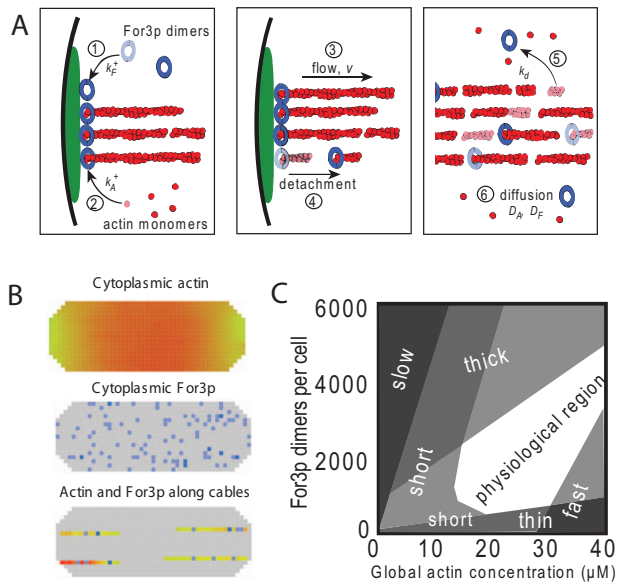 A
For3p dimers
1
k_F^+
k_A^+
2
actin monomers
3
flow, v
detachment
4
k_d
5
6 diffusion
D_A, D_F
B
Cytoplasmic actin
Cytoplasmic For3p
Actin and For3p along cables
C
For3p dimers per cell
6000
4000
2000
0
slow
thick
short
physiological region
short
thin
fast
0 10 20 30 40
Global actin concentration (µM)